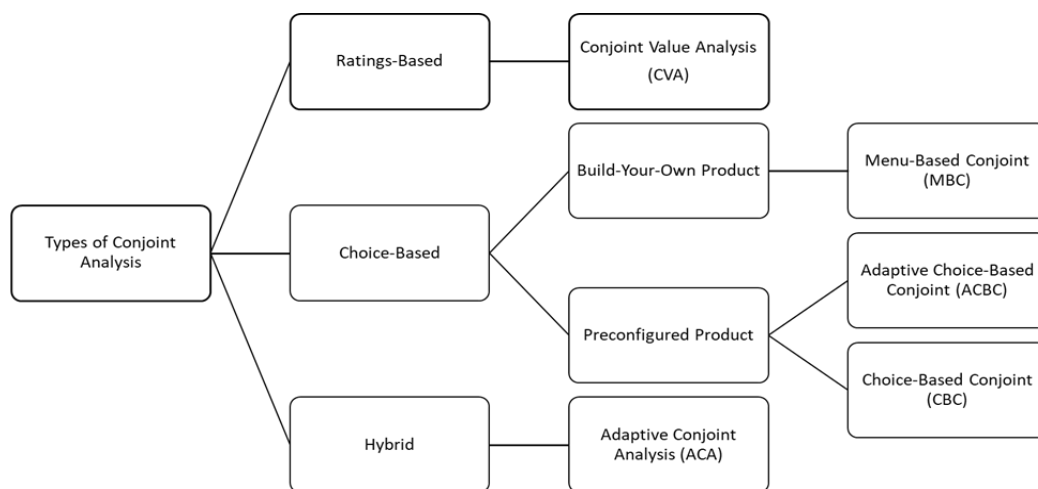 Types of Conjoint
Analysis
Ratings-Based
Conjoint Value Analysis
(CVA)
Choice-Based
Build-Your-Own Product
Menu-Based Conjoint
(MBC)
Preconfigured Product
Adaptive Choice-Based
Conjoint (ACBC)
Choice-Based Conjoint
(CBC)
Hybrid
Adaptive Conjoint
Analysis (ACA)